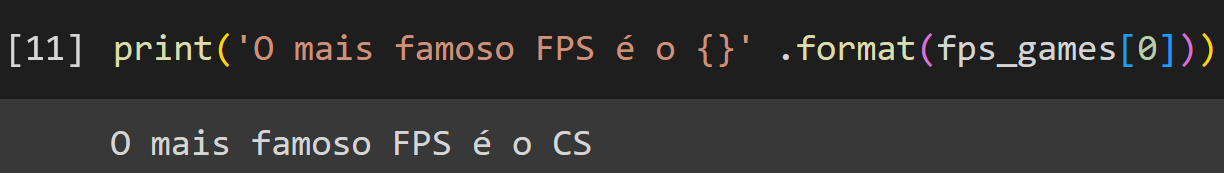 [11] print('O mais famoso FPS é o {}' .format(fps_games[0]))
O mais famoso FPS é o CS